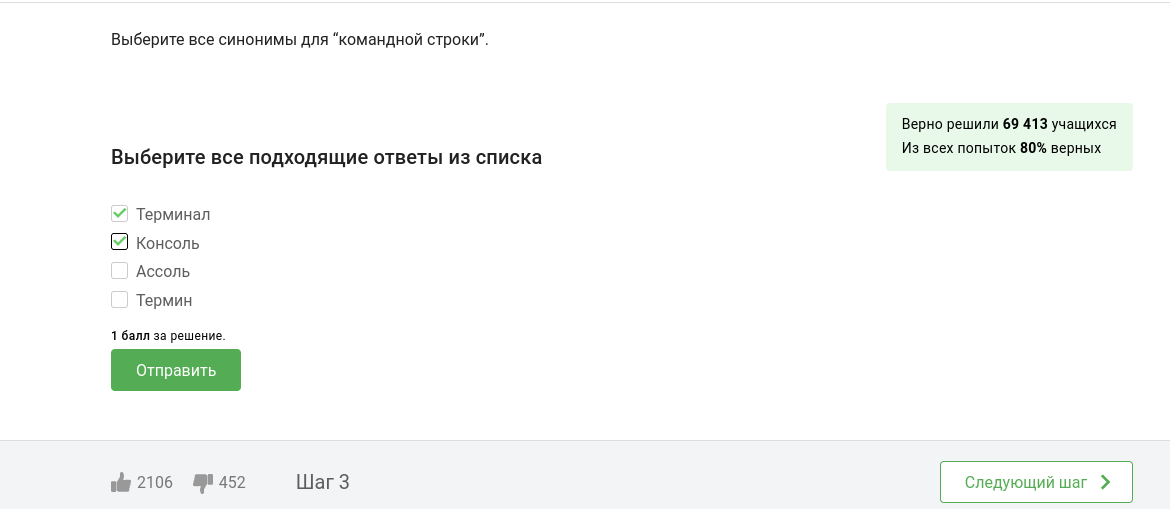 Выберите все синонимы для “командной строки”.
Верно решили 69 413 учащихся
Из всех попыток 80% верных
Выберите все подходящие ответы из списка
Терминал
Консоль
Ассоль
Термин
1 балл за решение.
Отправить
2106 452 Шаг 3 Следующий шаг